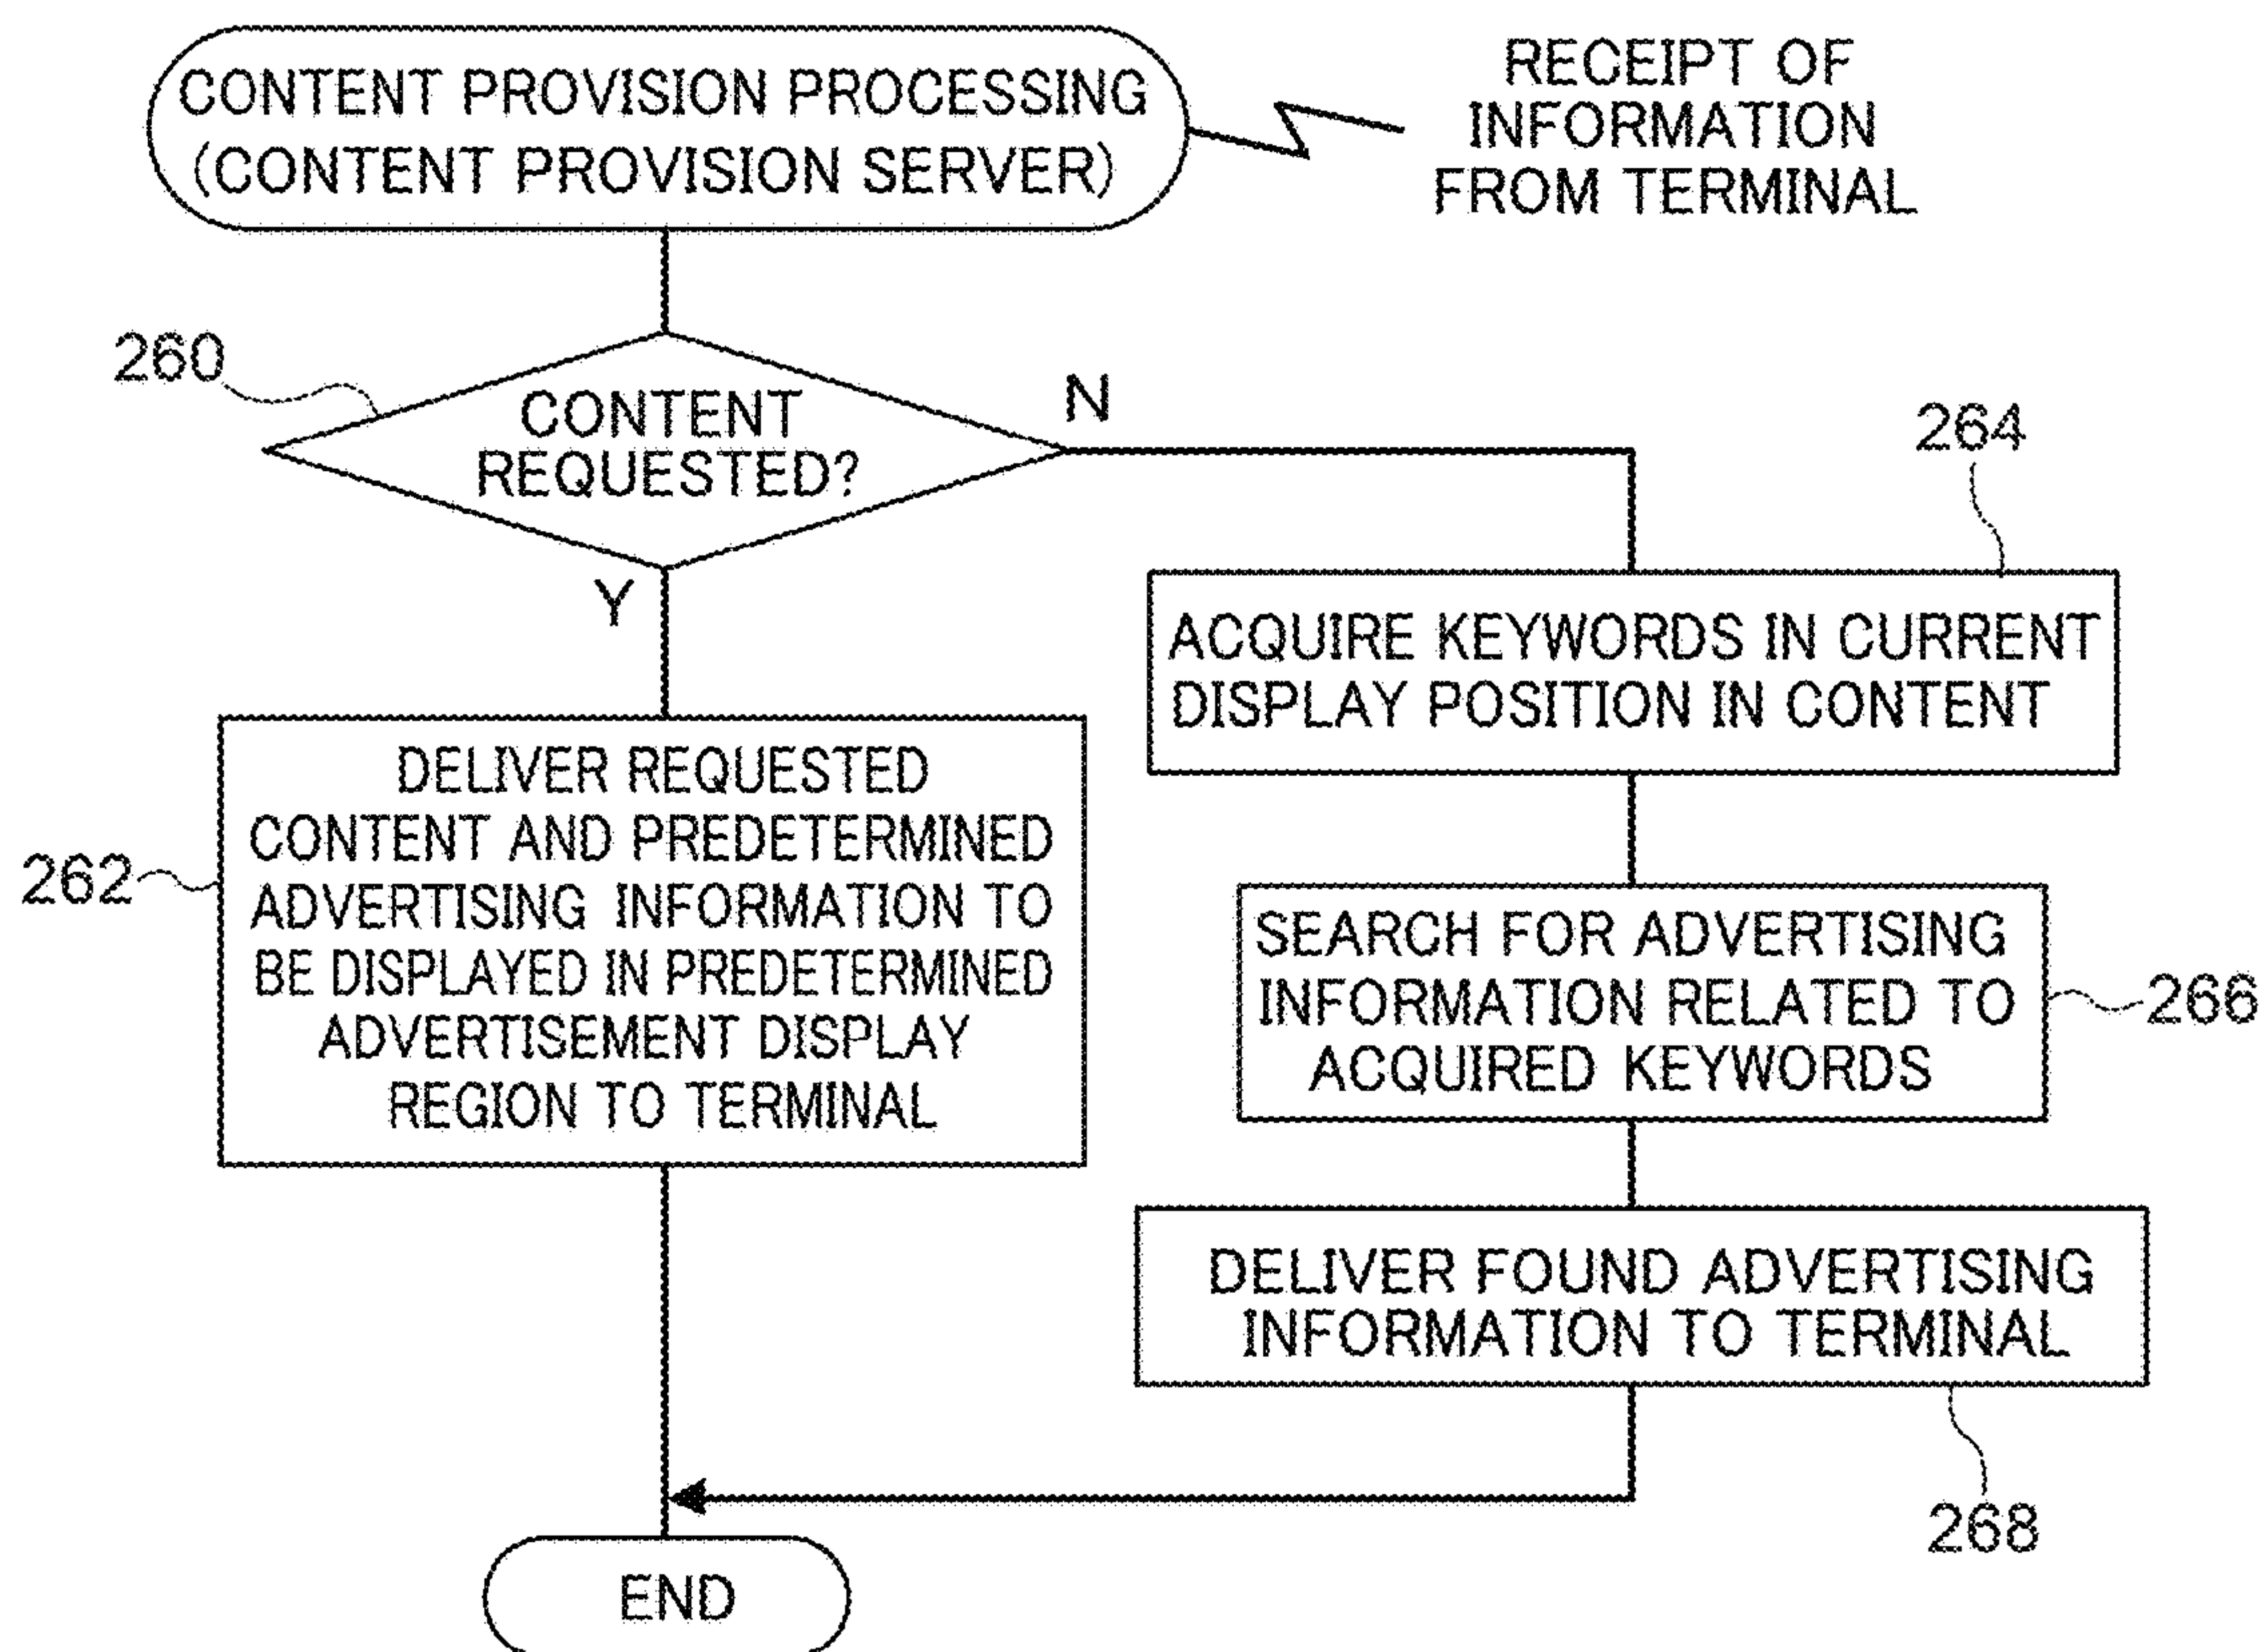 CONTENT PROVISION PROCESSING
(CONTENT PROVISION SERVER)
RECEIPT OF
INFORMATION
FROM TERMINAL
260
CONTENT
REQUESTED?
N
Y
264
ACQUIRE KEYWORDS IN CURRENT
DISPLAY POSITION IN CONTENT
262
DELIVER REQUESTED
CONTENT AND PREDETERMINED
ADVERTISING INFORMATION TO
BE DISPLAYED IN PREDETERMINED
ADVERTISEMENT DISPLAY
REGION TO TERMINAL
SEARCH FOR ADVERTISING
INFORMATION RELATED TO
ACQUIRED KEYWORDS
266
DELIVER FOUND ADVERTISING
INFORMATION TO TERMINAL
268
END